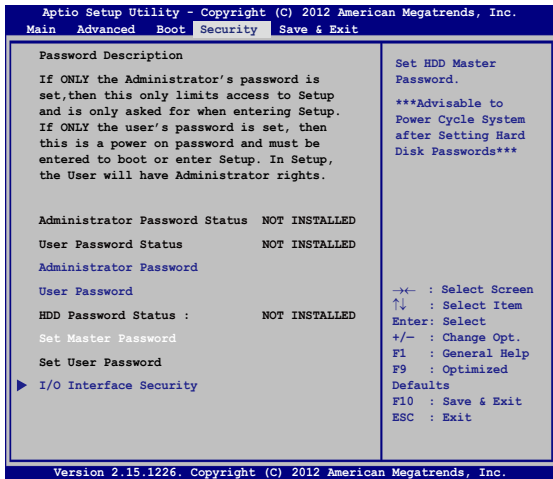 Aptio Setup Utility - Copyright (C) 2012 American Megatrends, Inc.
Main Advanced Boot Security Save & Exit
Password Description
If ONLY the Administrator's password is
set,then this only limits access to Setup
and is only asked for when entering Setup.
If ONLY the user's password is set, then
this is a power on password and must be
entered to boot or enter Setup. In Setup,
the User will have Administrator rights.
Administrator Password Status NOT INSTALLED
User Password Status NOT INSTALLED
Administrator Password
User Password
HDD Password Status : NOT INSTALLED
Set Master Password
Set User Password
I/O Interface Security
Set HDD Master
Password.
***Advisable to
Power Cycle System
after Setting Hard
Disk Passwords***
→← : Select Screen
↑↓ : Select Item
Enter: Select
+/— : Change Opt.
F1 : General Help
F9 : Optimized
Defaults
F10 : Save & Exit
ESC : Exit
Version 2.15.1226. Copyright (C) 2012 American Megatrends, Inc.